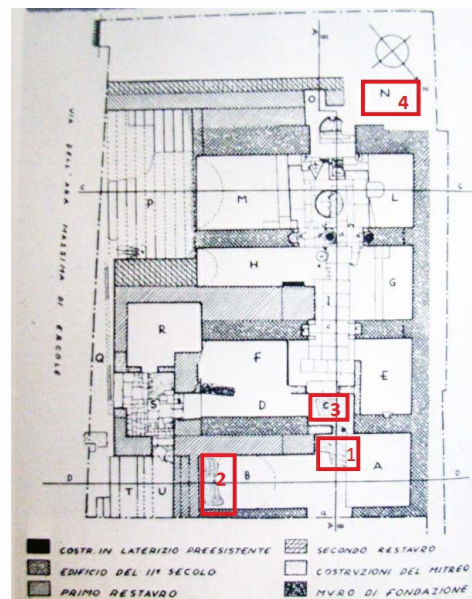 N
4
O
N
VIA DELL'ARA MASSIMA DI ERCOLE
C
C
P
M
L
H
G
I
R
F
E
Q
S
D
C
3
1
2
B
A
D
D
T
U
COSTR. IN LATERIZIO PREESISTENTE
SECONDO RESTAURO
EDIFICIO DEL IIº SECOLO
COSTRUZIONI DEL MITREO
PRIMO RESTAURO
MURO DI FONDAZIONE